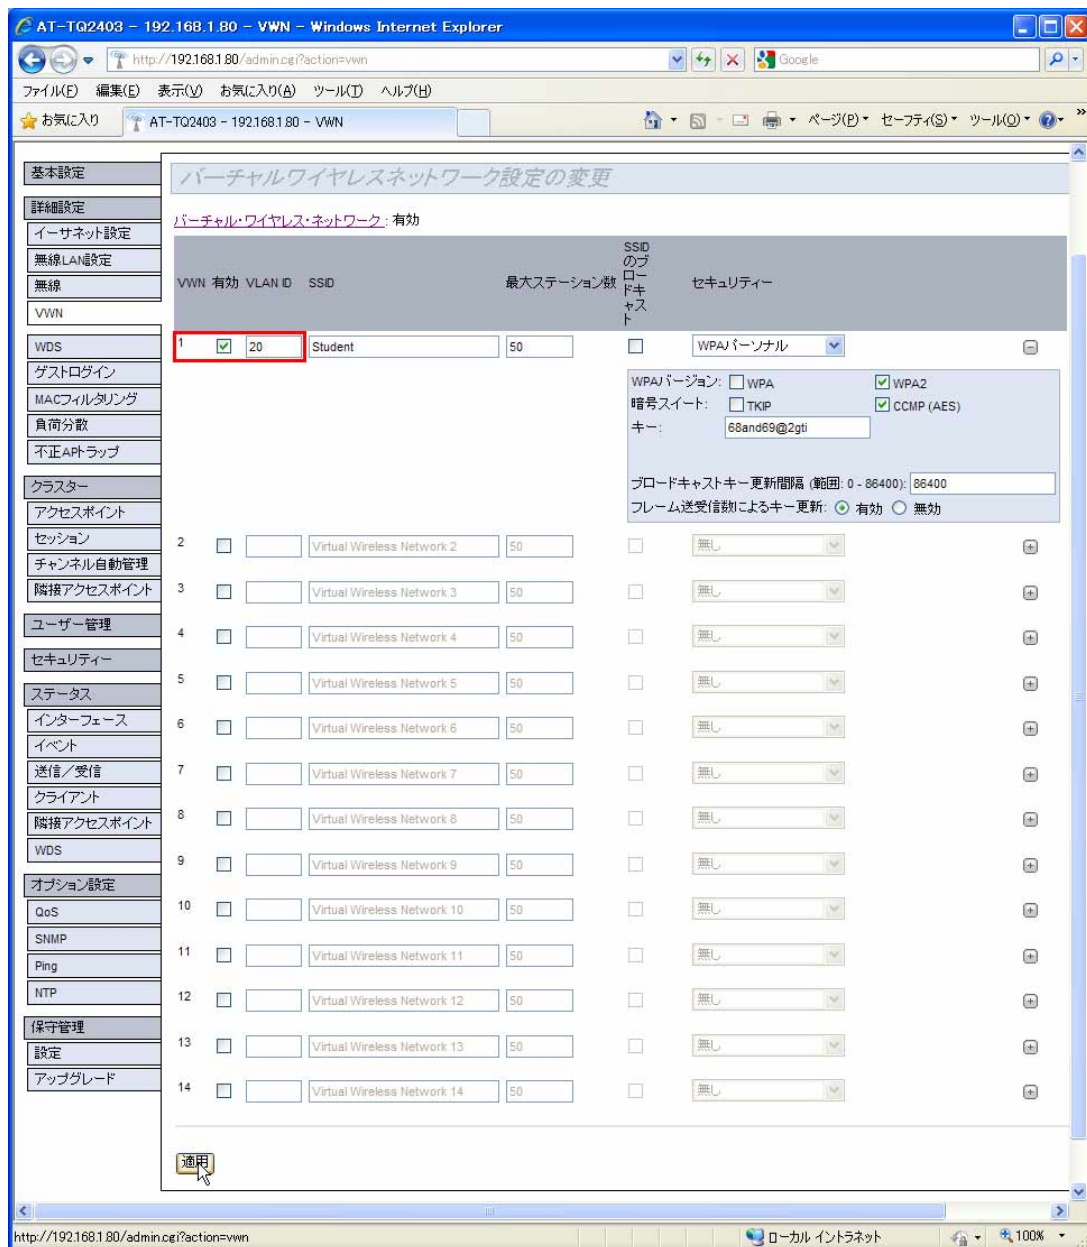 AT-TQ2403 - 192.168.1.80 - VWN - Windows Internet Explorer
http://192.168.1.80/admin.cgi?action=vwn
Google
ファイル(F) 編集(E) 表示(V) お気に入り(A) ツール(T) ヘルプ(H)
お気に入り
AT-TQ2403 - 192.168.1.80 - VWN
ページ(P) セーフティ(S) ツール(O) »
基本設定
詳細設定
イーサネット設定
無線LAN設定
無線
VWN
WDS
ゲストログイン
MACフィルタリング
負荷分散
不正APトラップ
クラスター
アクセスポイント
セッション
チャンネル自動管理
隣接アクセスポイント
ユーザー管理
セキュリティー
ステータス
インターフェース
イベント
送信/受信
クライアント
隣接アクセスポイント
WDS
オプション設定
QoS
SNMP
Ping
NTP
保守管理
設定
アップグレード
バーチャルワイヤレスネットワーク設定の変更
バーチャル・ワイヤレス・ネットワーク : 有効
VWN 有効 VLAN ID SSID 最大ステーション数 SSIDのブロードキャスト セキュリティー
1 20 Student 50 WPAパーソナル
WPAバージョン: WPA WPA2
暗号スイート: TKIP CCMP (AES)
キー: 68and69@2gti
ブロードキャストキー更新間隔 (範囲: 0 - 86400): 86400
フレーム送受信数によるキー更新: 有効 無効
2 Virtual Wireless Network 2 50 無し
3 Virtual Wireless Network 3 50 無し
4 Virtual Wireless Network 4 50 無し
5 Virtual Wireless Network 5 50 無し
6 Virtual Wireless Network 6 50 無し
7 Virtual Wireless Network 7 50 無し
8 Virtual Wireless Network 8 50 無し
9 Virtual Wireless Network 9 50 無し
10 Virtual Wireless Network 10 50 無し
11 Virtual Wireless Network 11 50 無し
12 Virtual Wireless Network 12 50 無し
13 Virtual Wireless Network 13 50 無し
14 Virtual Wireless Network 14 50 無し
適用
http://192.168.1.80/admin.cgi?action=vwn
ローカル イントラネット
100%